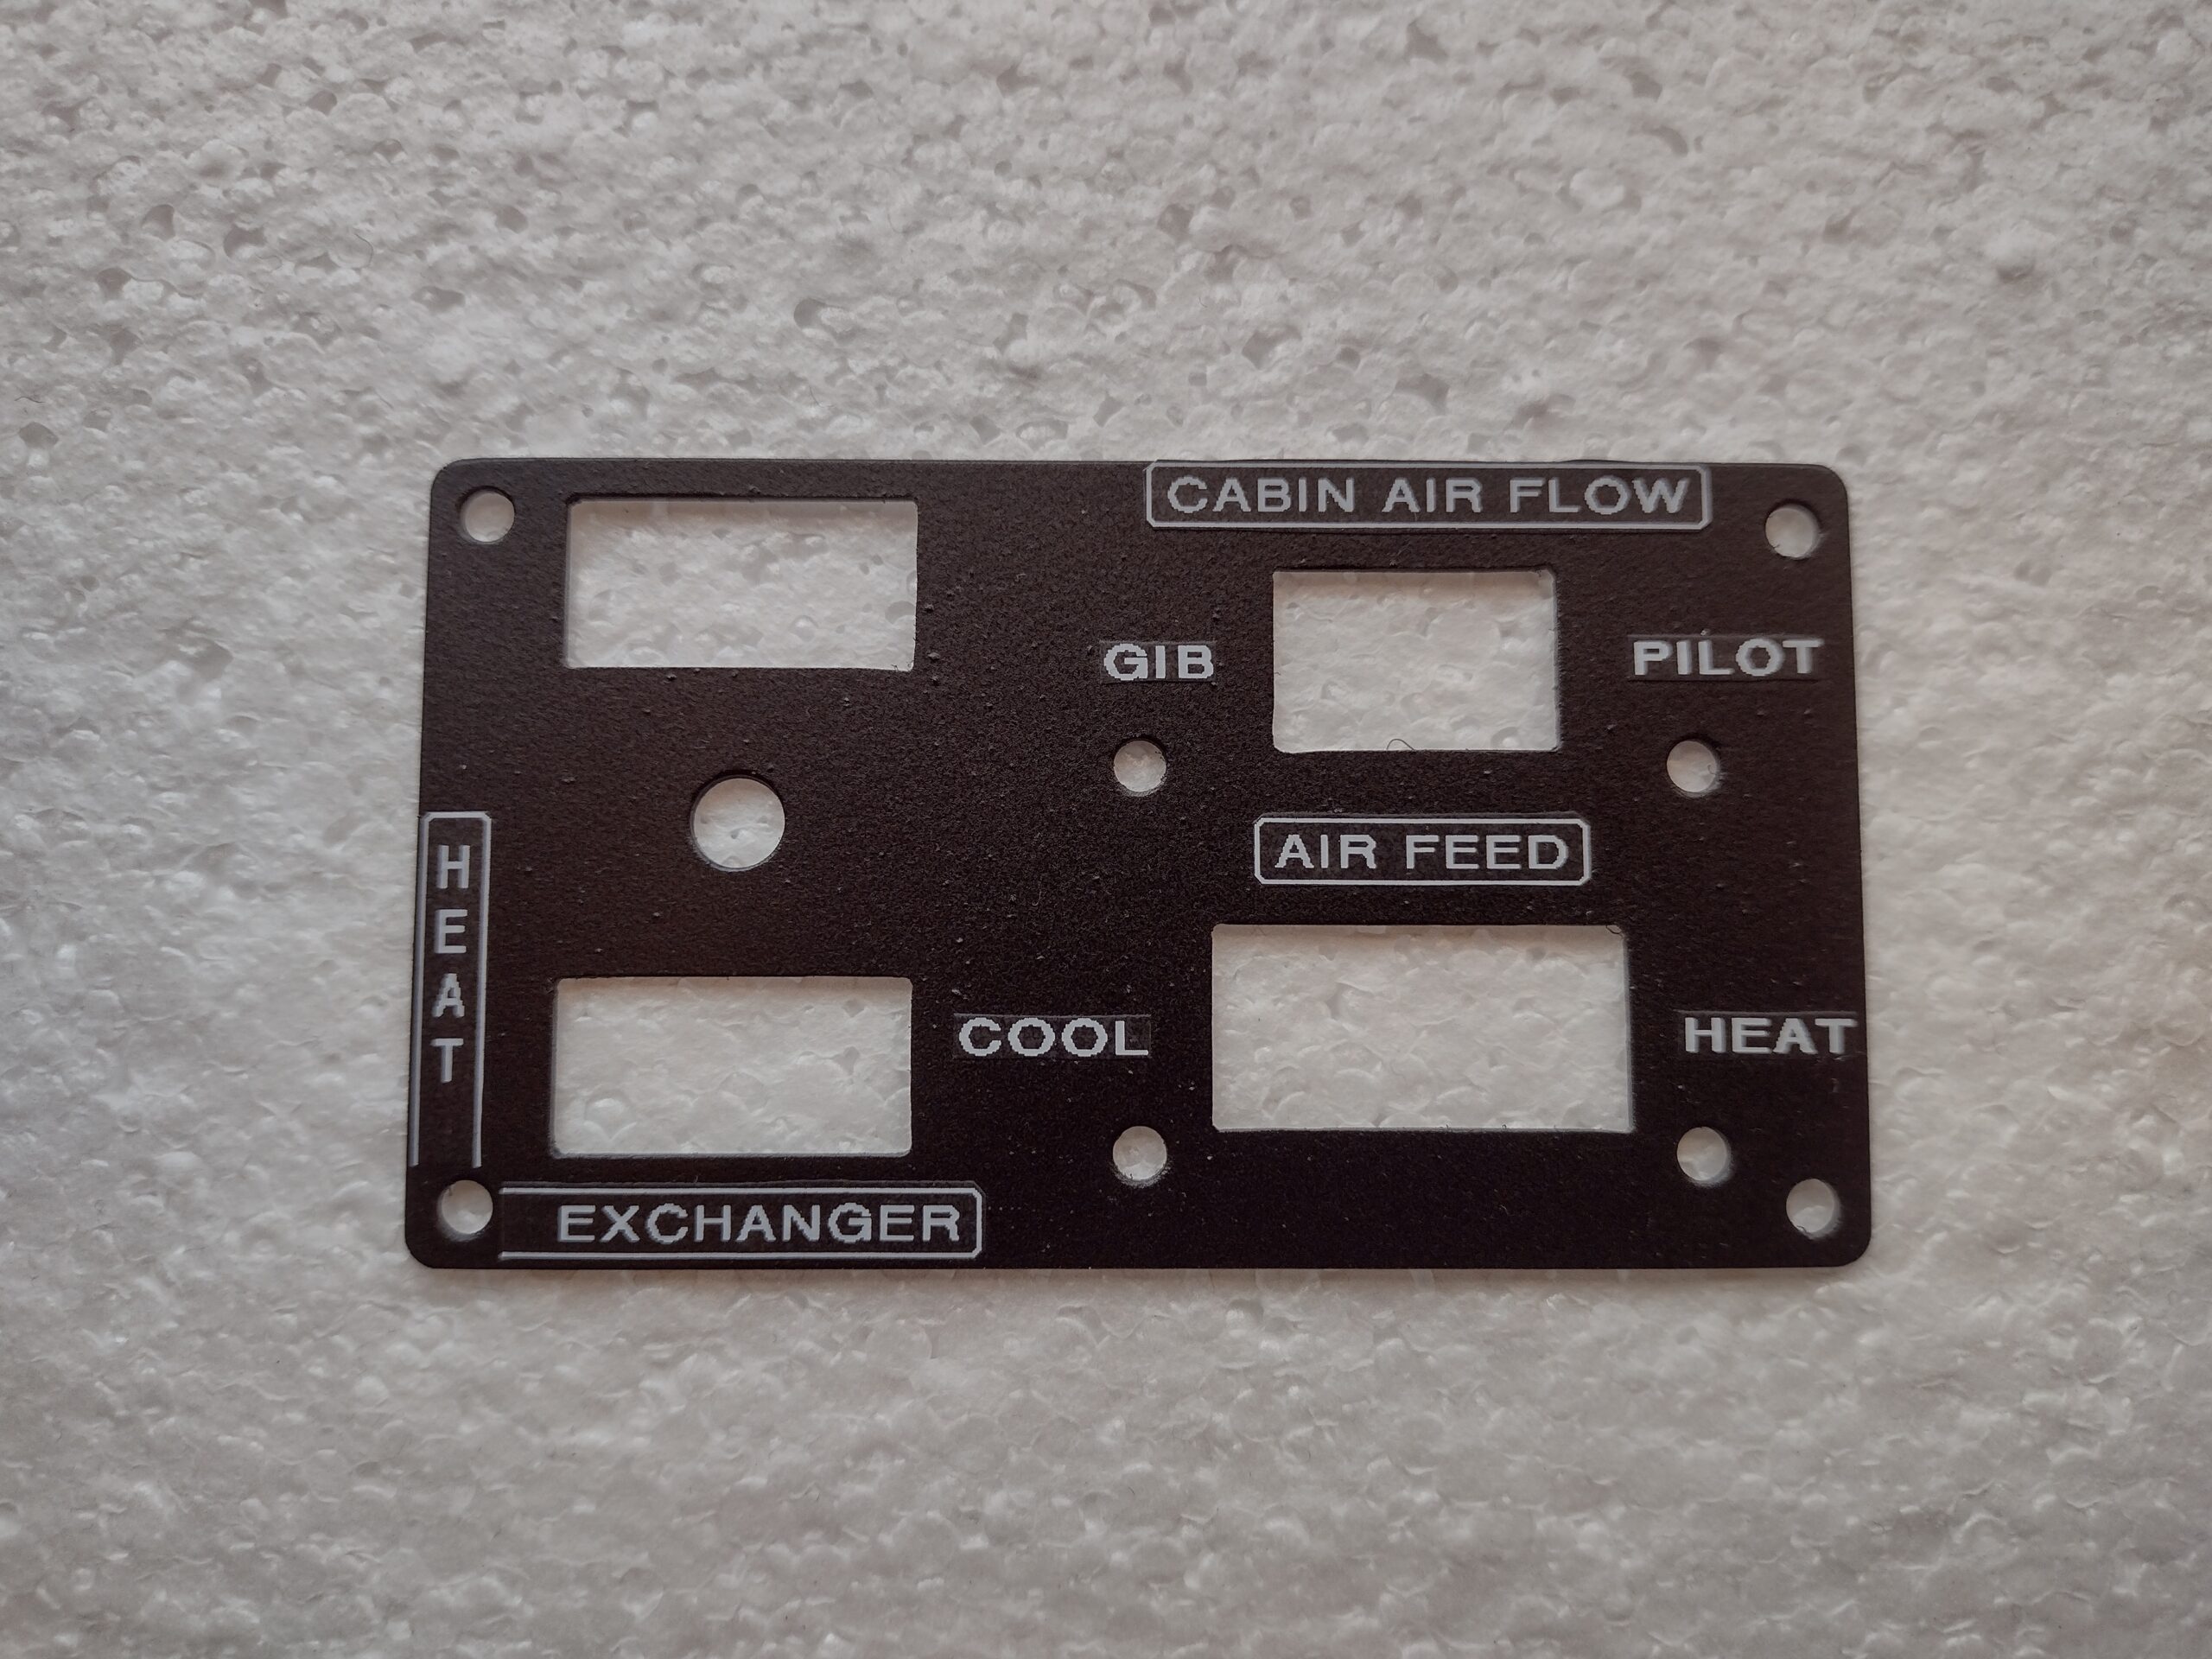 CABIN AIR FLOW
GIB
PILOT
AIR FEED
COOL
HEAT
HEAT
EXCHANGER